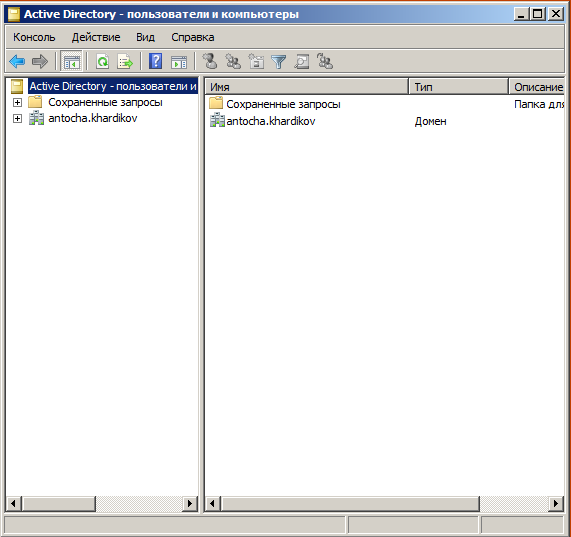 Active Directory - пользователи и компьютеры
Консоль Действие Вид Справка
Active Directory - пользователи и
Сохраненные запросы
antocha.khardikov
Имя Тип Описание
Сохраненные запросы Папка для
antocha.khardikov Домен